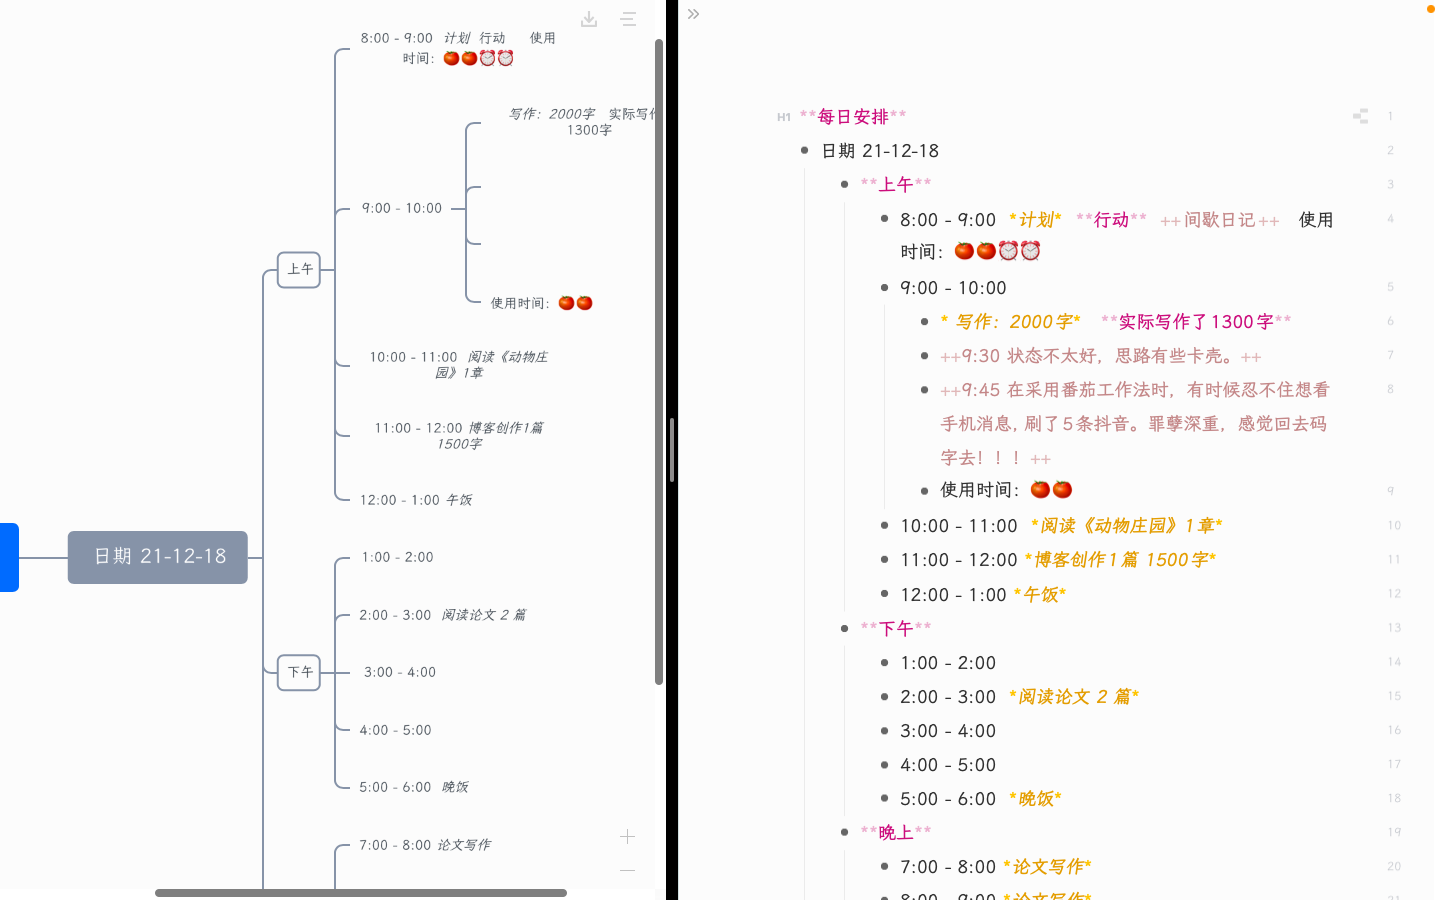 8:00 - 9:00 计划 行动 使用
时间：🍅🍅⏰⏰
写作：2000字 实际写作
1300字
9:00 - 10:00
上午
使用时间：🍅🍅
10:00 - 11:00 阅读《动物庄
园》1章
11:00 - 12:00 博客创作1篇
1500字
12:00 - 1:00 午饭
日期 21-12-18
1:00 - 2:00
2:00 - 3:00 阅读论文 2 篇
下午
3:00 - 4:00
4:00 - 5:00
5:00 - 6:00 晚饭
7:00 - 8:00 论文写作
H1 **每日安排** 1
日期 21-12-18 2
**上午** 3
8:00 - 9:00 *计划* **行动** ++间歇日记++ 使用 4
时间：🍅🍅⏰⏰
9:00 - 10:00 5
* 写作：2000字* **实际写作了1300字** 6
++9:30 状态不太好，思路有些卡壳。++ 7
++9:45 在采用番茄工作法时，有时候忍不住想看 8
手机消息，刷了5条抖音。罪孽深重，感觉回去码
字去！！！++
使用时间：🍅🍅 9
10:00 - 11:00 *阅读《动物庄园》1章* 10
11:00 - 12:00 *博客创作1篇 1500字* 11
12:00 - 1:00 *午饭* 12
**下午** 13
1:00 - 2:00 14
2:00 - 3:00 *阅读论文 2 篇* 15
3:00 - 4:00 16
4:00 - 5:00 17
5:00 - 6:00 *晚饭* 18
**晚上** 19
7:00 - 8:00 *论文写作* 20
8:00 - 9:00 *论文写作* 21